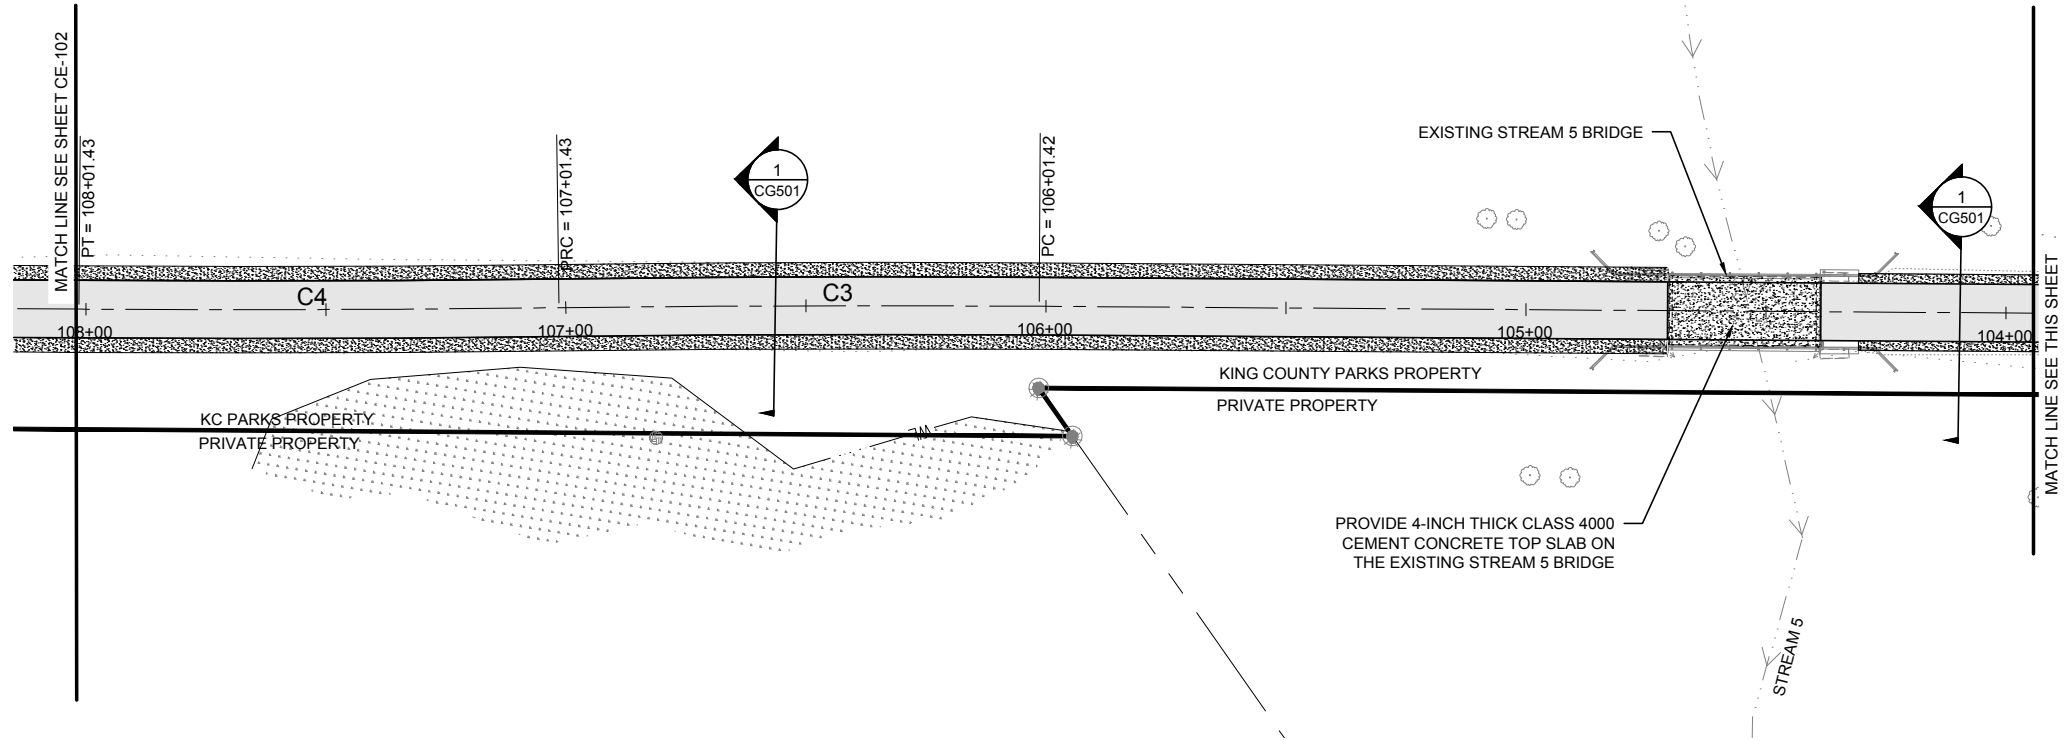 MATCH LINE SEE SHEET CE-102
PT = 108+01.43
PRC = 107+01.43
1
CG501
PC = 106+01.42
EXISTING STREAM 5 BRIDGE
1
CG501
MATCH LINE SEE THIS SHEET
C4
C3
108+00
107+00
106+00
105+00
104+00
KING COUNTY PARKS PROPERTY
PRIVATE PROPERTY
KC PARKS PROPERTY
PRIVATE PROPERTY
WL
PROVIDE 4-INCH THICK CLASS 4000
CEMENT CONCRETE TOP SLAB ON
THE EXISTING STREAM 5 BRIDGE
STREAM 5